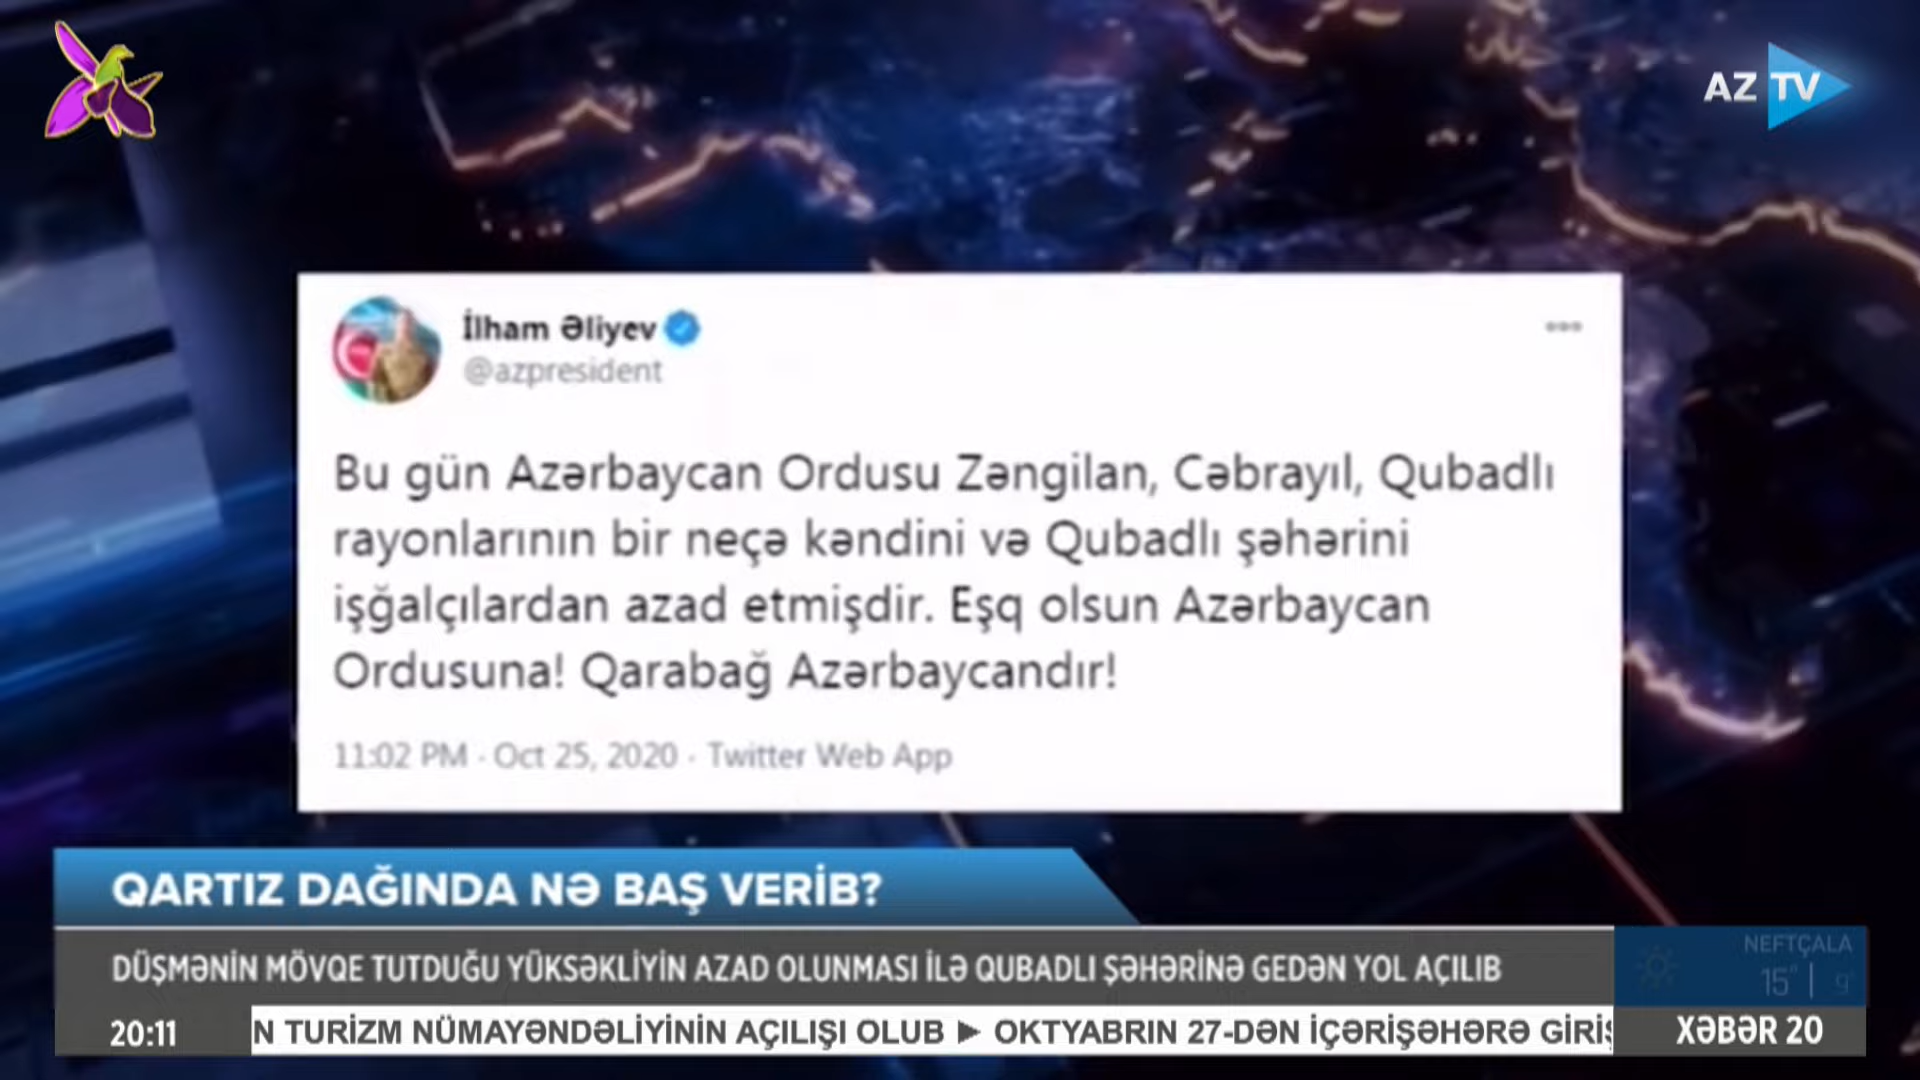 AZ TV
İlham Əliyev
@azpresident
Bu gün Azərbaycan Ordusu Zəngilan, Cəbrayıl, Qubadlı
rayonlarının bir neçə kəndini və Qubadlı şəhərini
işğalçılardan azad etmişdir. Eşq olsun Azərbaycan
Ordusuna! Qarabağ Azərbaycandır!
11:02 PM · Oct 25, 2020 · Twitter Web App
QARTIZ DAĞINDA NƏ BAŞ VERİB?
DÜŞMƏNİN MÖVQE TUTDUĞU YÜKSƏKLİYİN AZAD OLUNMASI İLƏ QUBADLI ŞƏHƏRİNƏ GEDƏN YOL AÇILIB
NEFTÇALA
15° | 9°
20:11
N TURİZM NÜMAYƏNDƏLİYİNİN AÇILIŞI OLUB ► OKTYABRIN 27-DƏN İÇƏRİŞƏHƏRƏ GİRİŞ
XƏBƏR 20